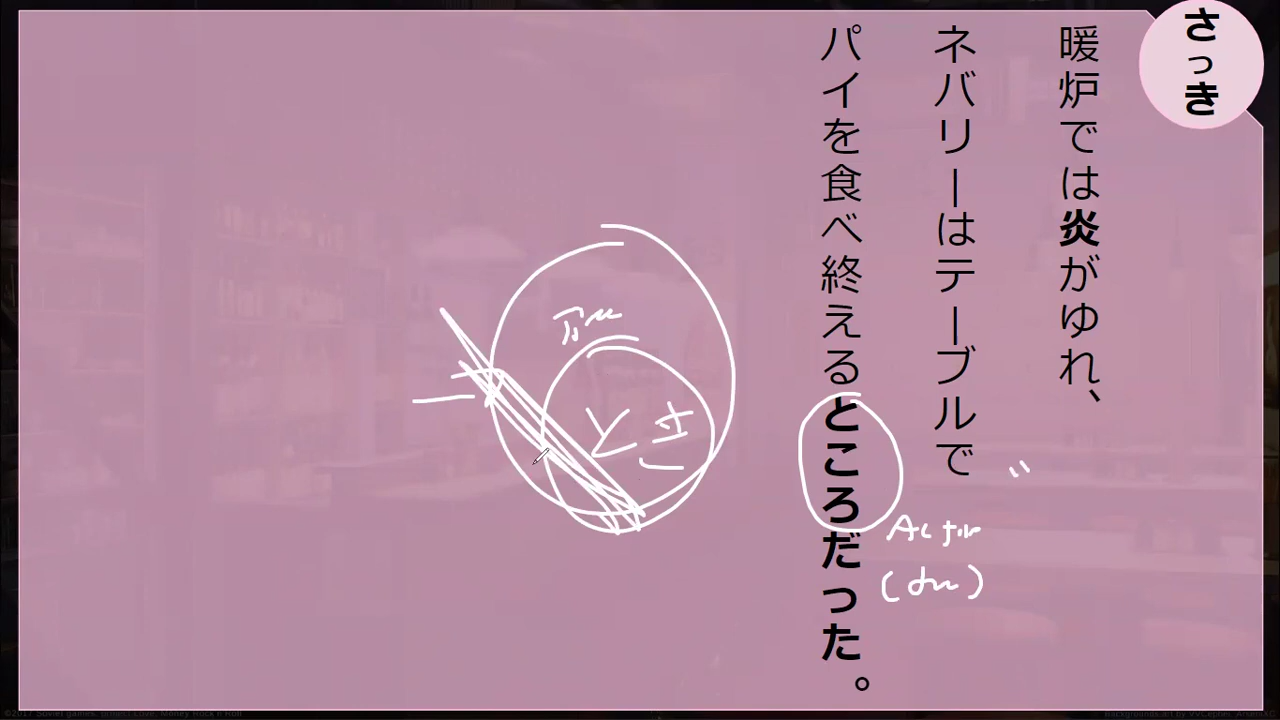 さっき
暖炉では炎がゆれ、
ネバリーはテーブルで
パイを食べ終えるところだった。
とき